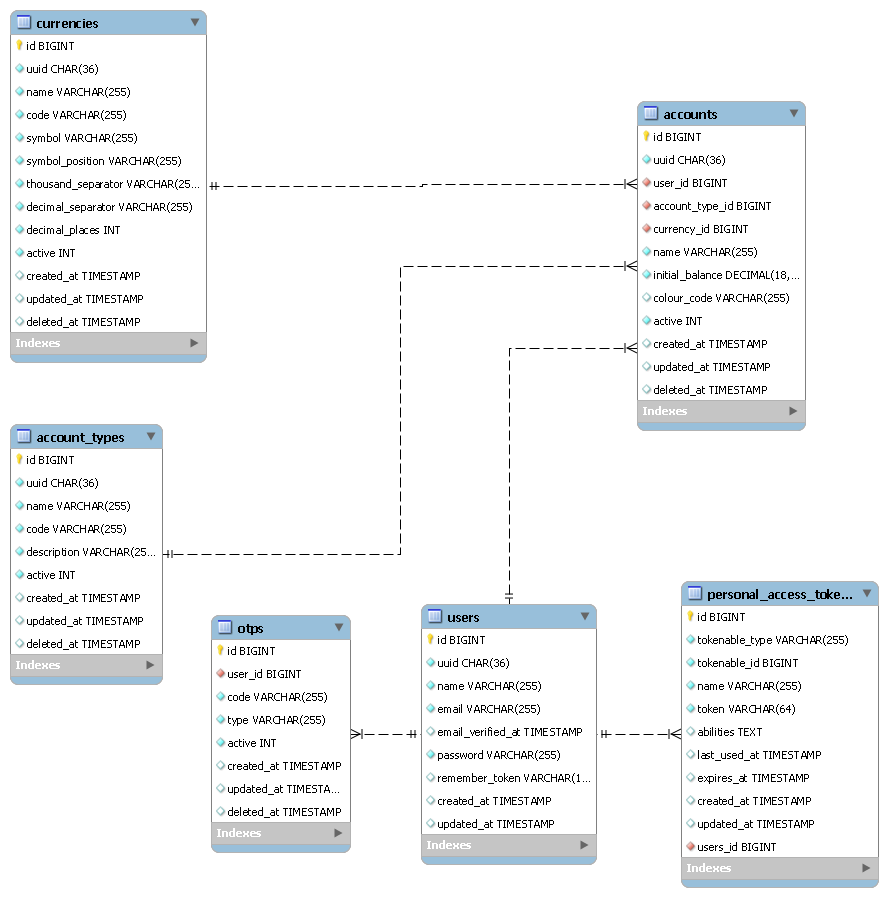 currencies
id BIGINT
uuid CHAR(36)
name VARCHAR(255)
code VARCHAR(255)
symbol VARCHAR(255)
symbol_position VARCHAR(255)
thousand_separator VARCHAR(25...
decimal_separator VARCHAR(255)
decimal_places INT
active INT
created_at TIMESTAMP
updated_at TIMESTAMP
deleted_at TIMESTAMP
Indexes
accounts
id BIGINT
uuid CHAR(36)
user_id BIGINT
account_type_id BIGINT
currency_id BIGINT
name VARCHAR(255)
initial_balance DECIMAL(18,...
colour_code VARCHAR(255)
active INT
created_at TIMESTAMP
updated_at TIMESTAMP
deleted_at TIMESTAMP
Indexes
account_types
id BIGINT
uuid CHAR(36)
name VARCHAR(255)
code VARCHAR(255)
description VARCHAR(25...
active INT
created_at TIMESTAMP
updated_at TIMESTAMP
deleted_at TIMESTAMP
Indexes
otps
id BIGINT
user_id BIGINT
code VARCHAR(255)
type VARCHAR(255)
active INT
created_at TIMESTAMP
updated_at TIMESTA...
deleted_at TIMESTAMP
Indexes
users
id BIGINT
uuid CHAR(36)
name VARCHAR(255)
email VARCHAR(255)
email_verified_at TIMESTAMP
password VARCHAR(255)
remember_token VARCHAR(1...
created_at TIMESTAMP
updated_at TIMESTAMP
Indexes
personal_access_toke...
id BIGINT
tokenable_type VARCHAR(255)
tokenable_id BIGINT
name VARCHAR(255)
token VARCHAR(64)
abilities TEXT
last_used_at TIMESTAMP
expires_at TIMESTAMP
created_at TIMESTAMP
updated_at TIMESTAMP
users_id BIGINT
Indexes